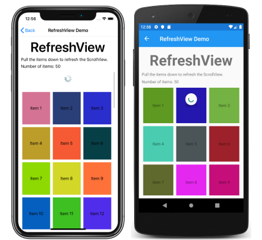 12:58
Back
RefreshView Demo
RefreshView
Pull the items down to refresh the ScrollView.
Number of items: 50
Item 1
Item 2
Item 3
Item 4
Item 5
Item 6
Item 7
Item 8
Item 9
Item 10
Item 11
Item 12
12:58
RefreshView Demo
RefreshView
Pull the items down to refresh the ScrollView.
Number of items: 50
Item 1
Item 3
Item 4
Item 5
Item 6
Item 7
Item 8
Item 9